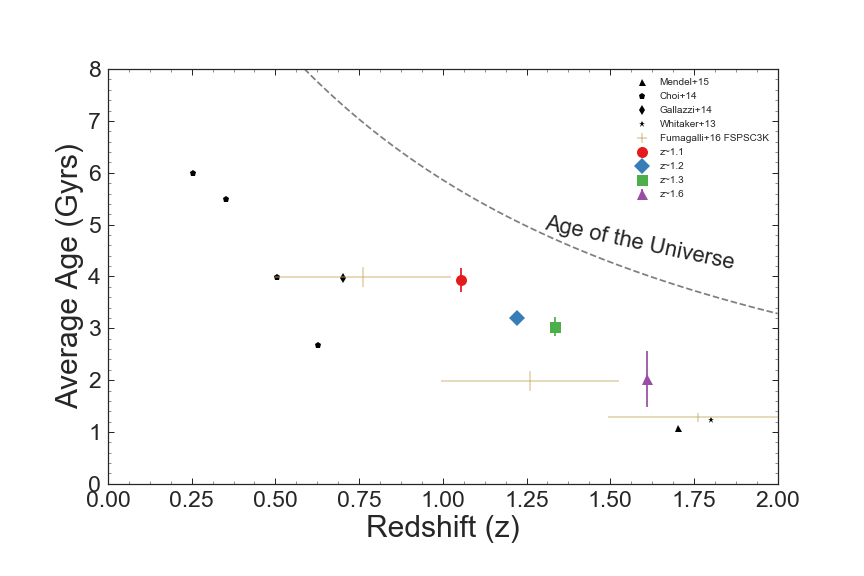 8
7
6
5
4
3
2
1
0
Average Age (Gyrs)
Mendel+15
Choi+14
Gallazzi+14
Whitaker+13
Fumagalli+16 FSPSC3K
z~1.1
z~1.2
z~1.3
z~1.6
Age of the Universe
0.00 0.25 0.50 0.75 1.00 1.25 1.50 1.75 2.00
Redshift (z)